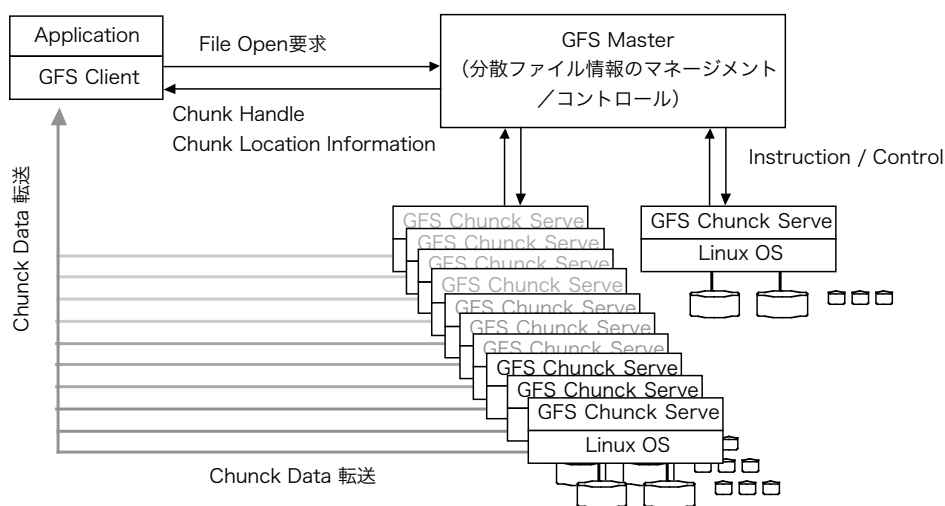 Application
GFS Client
File Open要求
GFS Master
(分散ファイル情報のマネージメント
/コントロール)
Chunk Handle
Chunk Location Information
Instruction / Control
Chunck Data 転送
GFS Chunck Serve
GFS Chunck Serve
GFS Chunck Serve
GFS Chunck Serve
GFS Chunck Serve
GFS Chunck Serve
GFS Chunck Serve
GFS Chunck Serve
GFS Chunck Serve
GFS Chunck Serve
Linux OS
GFS Chunck Serve
Linux OS
Chunck Data 転送